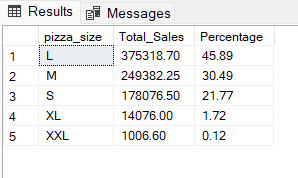 Results Messages
pizza_size Total_Sales Percentage
1 L 375318.70 45.89
2 M 249382.25 30.49
3 S 178076.50 21.77
4 XL 14076.00 1.72
5 XXL 1006.60 0.12